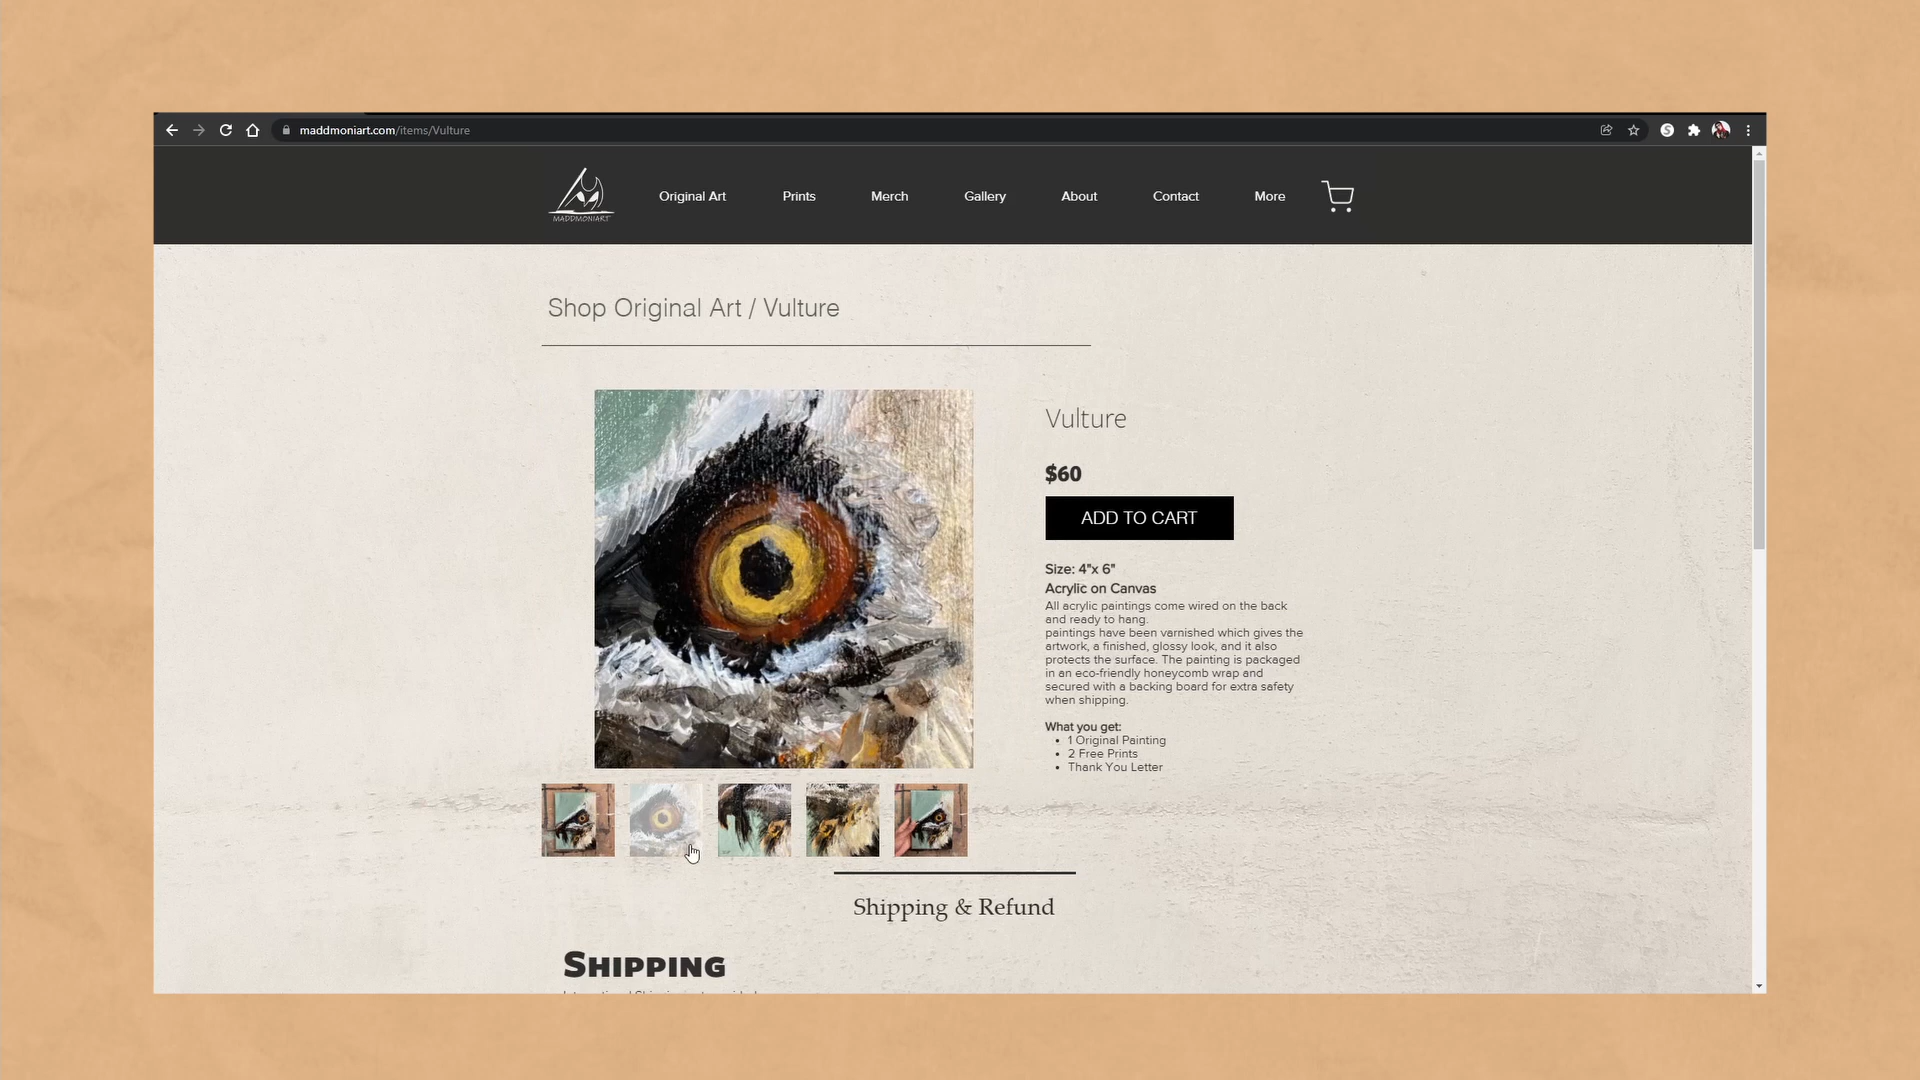 maddmoniart.com/items/Vulture
MADDMONIART
Original Art
Prints
Merch
Gallery
About
Contact
More
Shop Original Art / Vulture
Vulture
$60
ADD TO CART
Size: 4"x 6"
Acrylic on Canvas
All acrylic paintings come wired on the back
and ready to hang.
paintings have been varnished which gives the
artwork, a finished, glossy look, and it also
protects the surface. The painting is packaged
in an eco-friendly honeycomb wrap and
secured with a backing board for extra safety
when shipping.
What you get:
• 1 Original Painting
• 2 Free Prints
• Thank You Letter
Shipping & Refund
SHIPPING